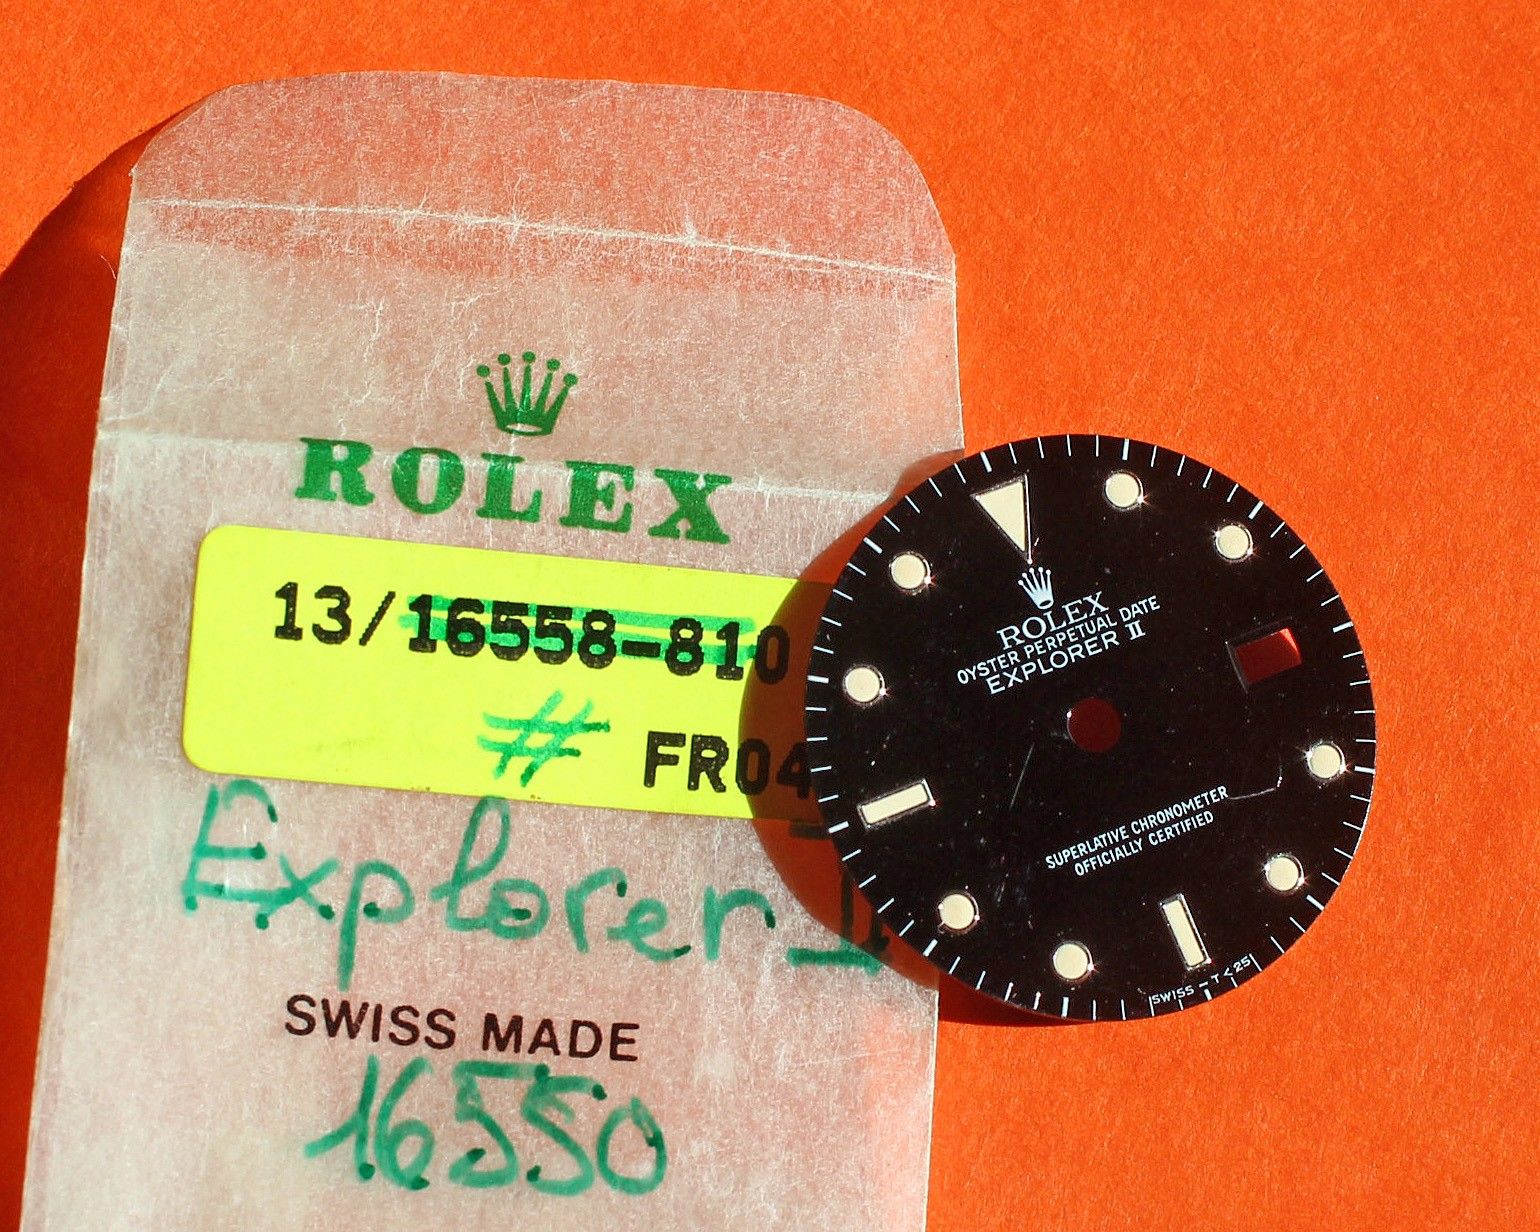 ROLEX
13/16558-810
# FR04
Explorer II
SWISS MADE
16550
ROLEX
OYSTER PERPETUAL DATE
EXPLORER II
SUPERLATIVE CHRONOMETER
OFFICIALLY CERTIFIED
SWISS - T < 25